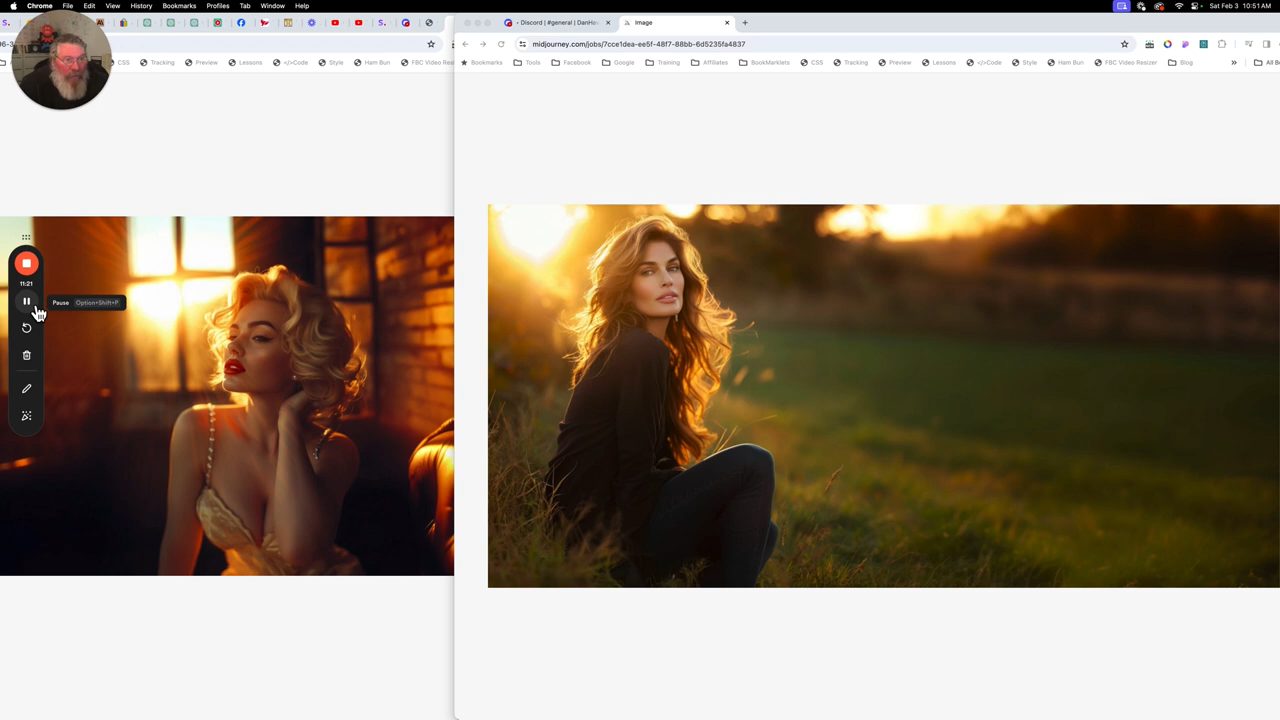 Chrome File Edit View History Bookmarks Profiles Tab Window Help
Sat Feb 3 10:51 AM
Discord | #general | DanHa
Image
midjourney.com/jobs/7cce1dea-ee5f-48f7-88bb-6d5235fa4837
CSS Tracking Preview Lessons </>Code Style Ham Bun FBC Video Resi
Bookmarks Tools Facebook Google Training Affiliates BookMarklets CSS Tracking Preview Lessons </>Code Style Ham Bun FBC Video Resizer Blog » All B
11:21
Pause Option+Shift+P